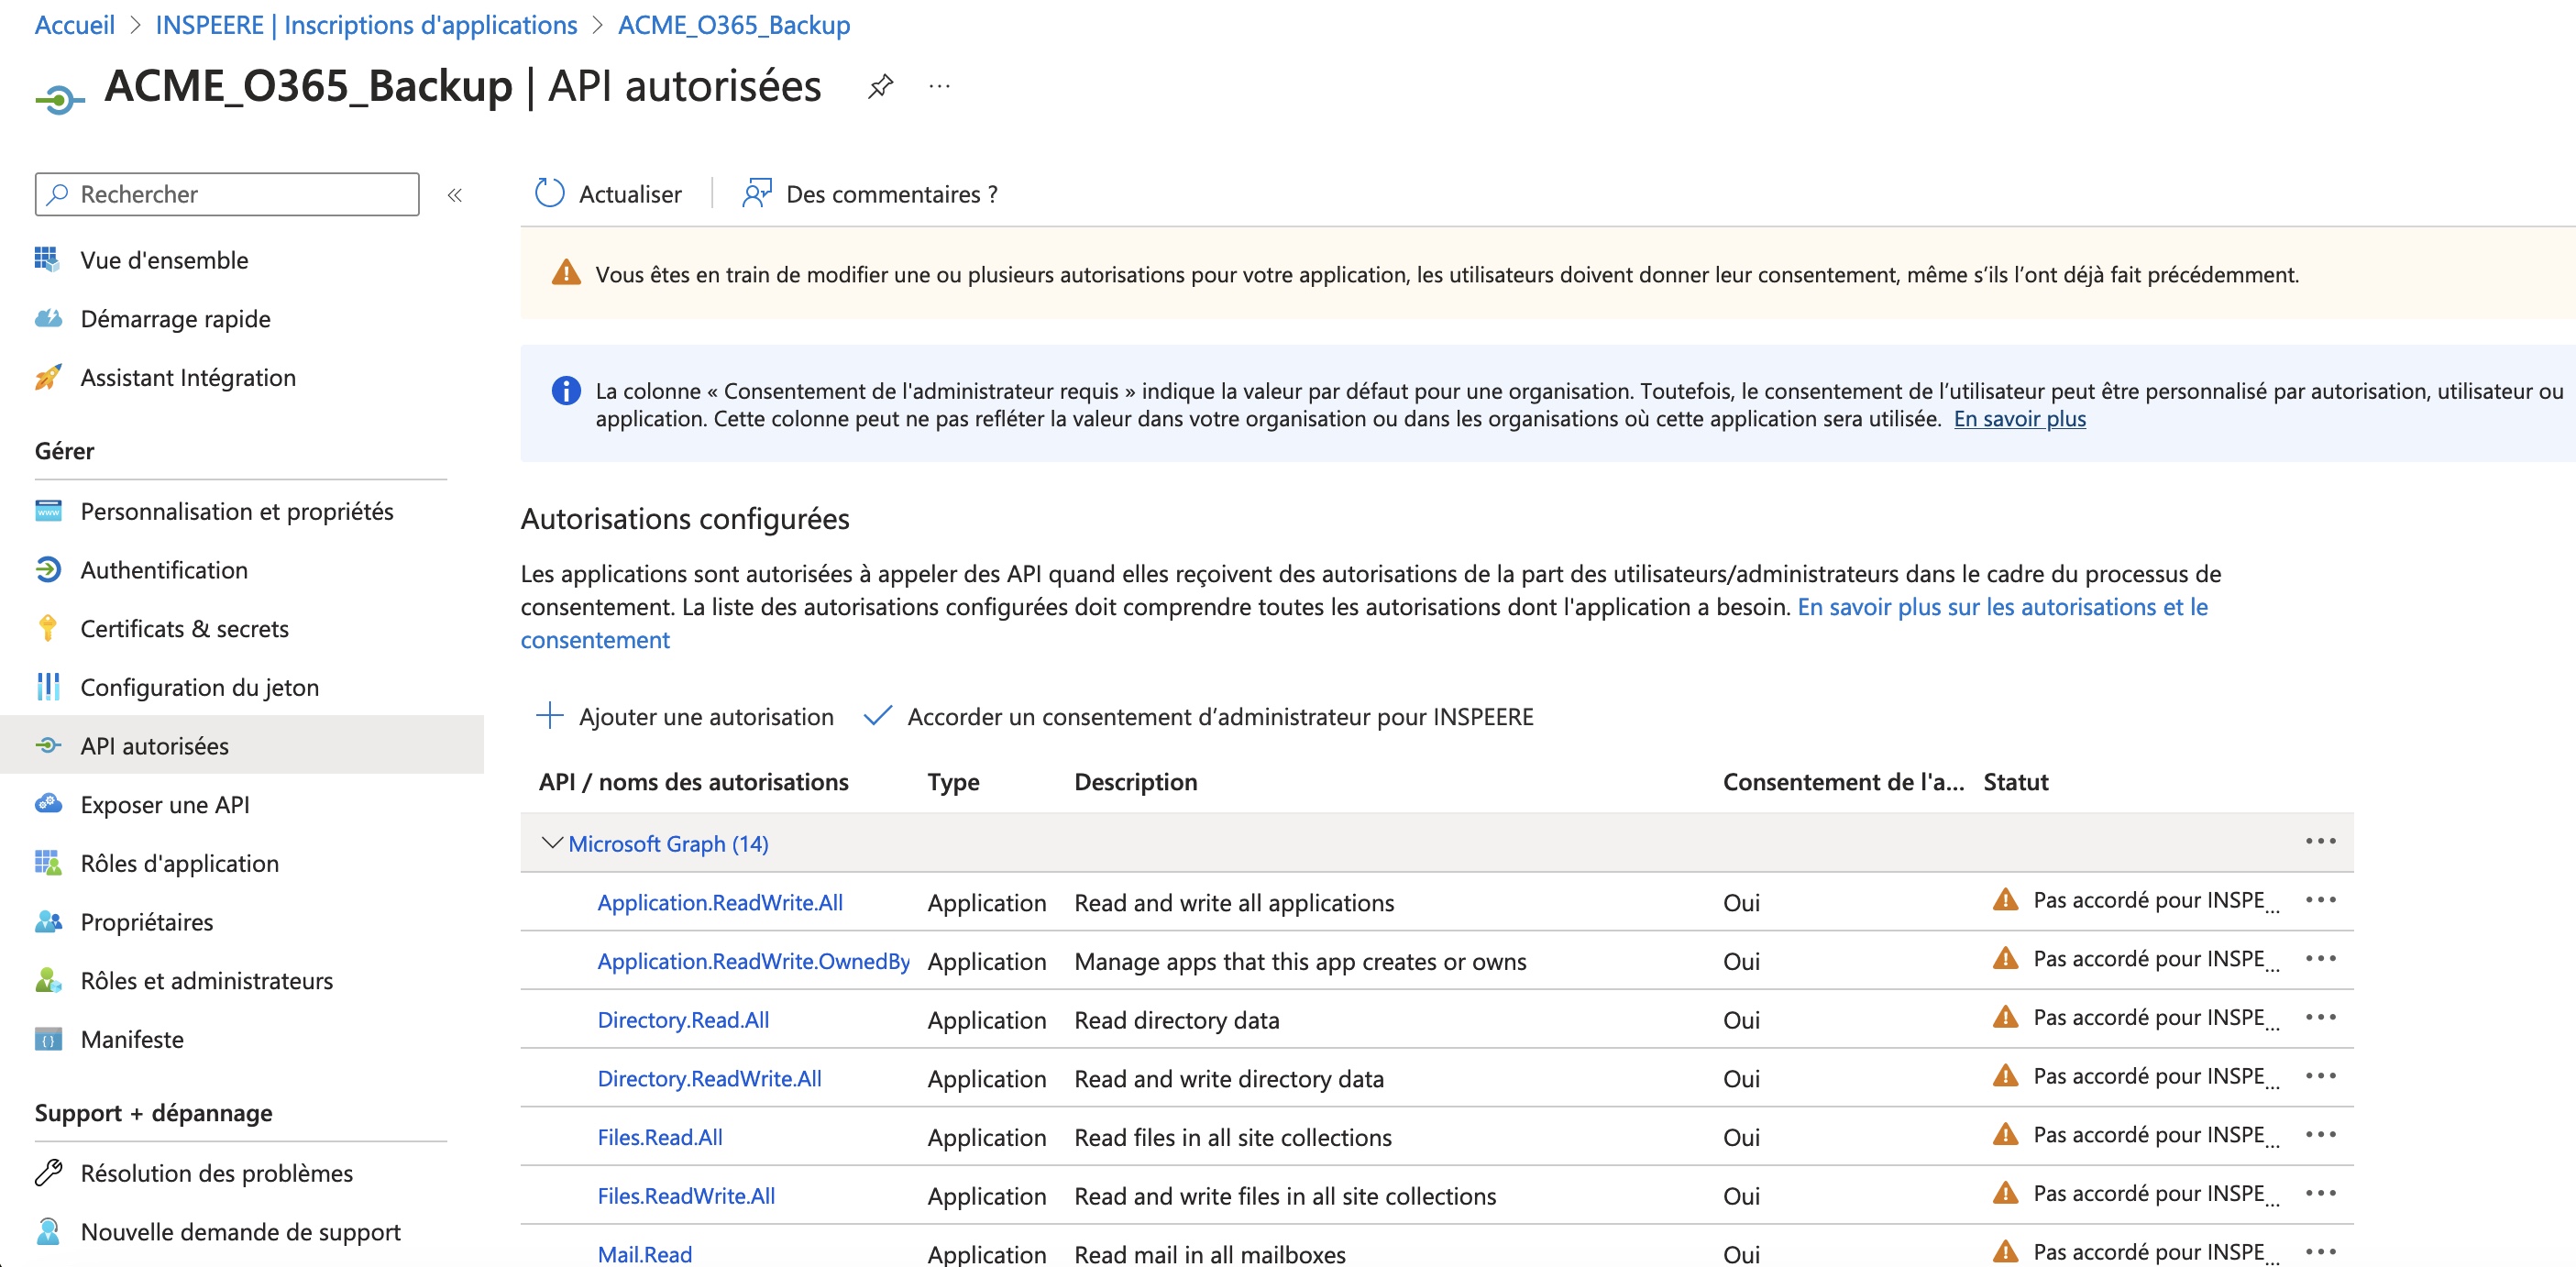 Accueil > INSPEERE | Inscriptions d'applications > ACME_O365_Backup
ACME_O365_Backup | API autorisées ...
Rechercher «
Vue d'ensemble
Démarrage rapide
Assistant Intégration
Gérer
Personnalisation et propriétés
Authentification
Certificats & secrets
Configuration du jeton
API autorisées
Exposer une API
Rôles d'application
Propriétaires
Rôles et administrateurs
Manifeste
Support + dépannage
Résolution des problèmes
Nouvelle demande de support
Actualiser | Des commentaires ?
Vous êtes en train de modifier une ou plusieurs autorisations pour votre application, les utilisateurs doivent donner leur consentement, même s’ils l’ont déjà fait précédemment.
La colonne « Consentement de l'administrateur requis » indique la valeur par défaut pour une organisation. Toutefois, le consentement de l’utilisateur peut être personnalisé par autorisation, utilisateur ou
application. Cette colonne peut ne pas refléter la valeur dans votre organisation ou dans les organisations où cette application sera utilisée. En savoir plus
Autorisations configurées
Les applications sont autorisées à appeler des API quand elles reçoivent des autorisations de la part des utilisateurs/administrateurs dans le cadre du processus de
consentement. La liste des autorisations configurées doit comprendre toutes les autorisations dont l'application a besoin. En savoir plus sur les autorisations et le
consentement
Ajouter une autorisation Accorder un consentement d’administrateur pour INSPEERE
API / noms des autorisations Type Description Consentement de l'a... Statut
Microsoft Graph (14)
Application.ReadWrite.All Application Read and write all applications Oui Pas accordé pour INSPE...
Application.ReadWrite.OwnedBy Application Manage apps that this app creates or owns Oui Pas accordé pour INSPE...
Directory.Read.All Application Read directory data Oui Pas accordé pour INSPE...
Directory.ReadWrite.All Application Read and write directory data Oui Pas accordé pour INSPE...
Files.Read.All Application Read files in all site collections Oui Pas accordé pour INSPE...
Files.ReadWrite.All Application Read and write files in all site collections Oui Pas accordé pour INSPE...
Mail.Read Application Read mail in all mailboxes Oui Pas accordé pour INSPE...